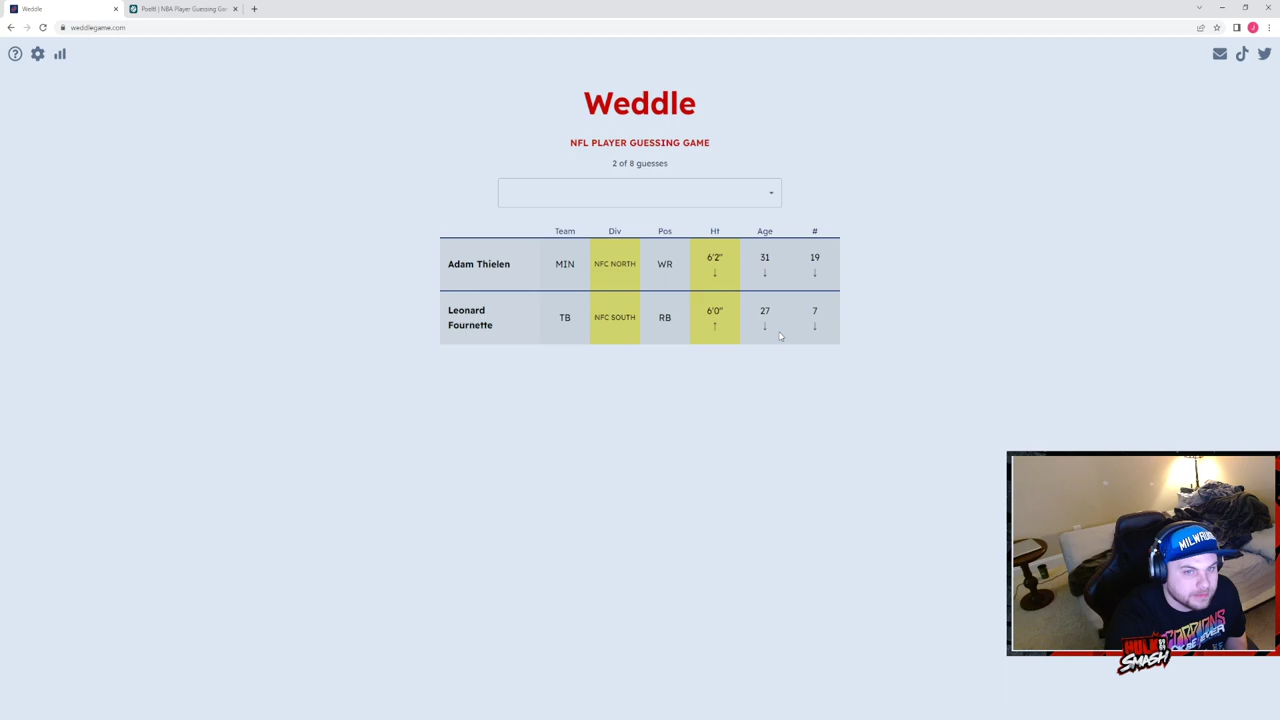 Weddle
Poeltl | NBA Player Guessing Ga
weddlegame.com
J
Weddle
NFL PLAYER GUESSING GAME
2 of 8 guesses
Team Div Pos Ht Age #
Adam Thielen MIN NFC NORTH WR 6'2" 31 19
↓ ↓ ↓
Leonard
Fournette TB NFC SOUTH RB 6'0" 27 7
↑ ↓ ↓
HULK
SMASH